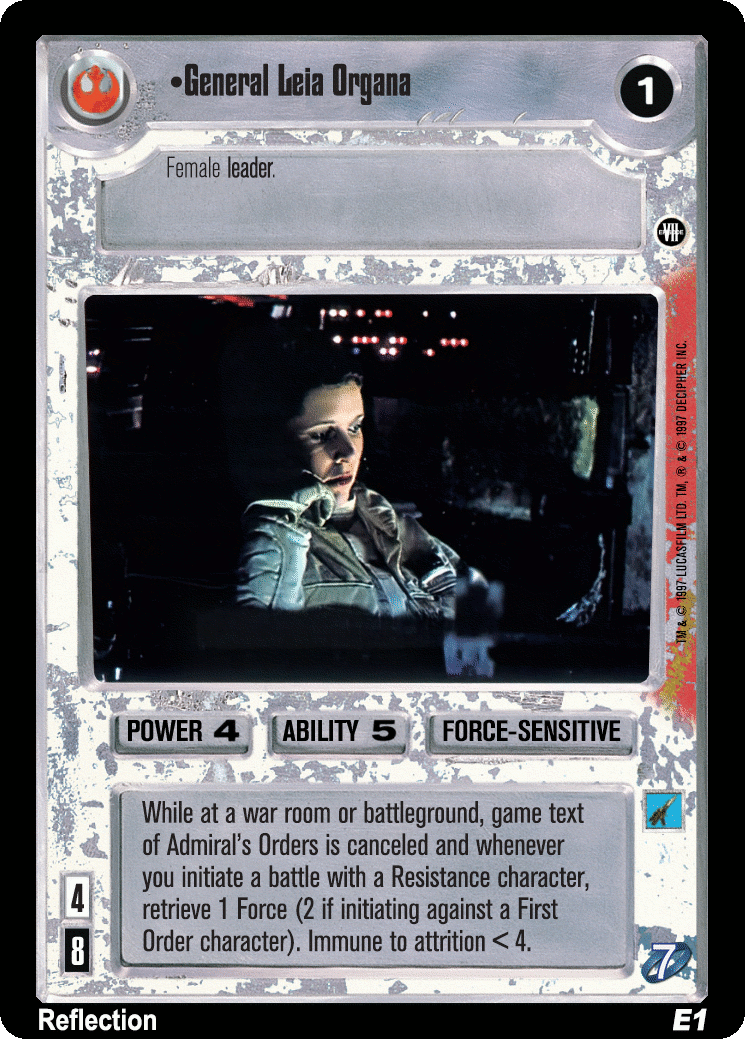 •General Leia Organa
1
Female leader.
EPISODE VII
TM & © 1997 LUCASFILM LTD. TM, ® & © 1997 DECIPHER INC.
POWER 4
ABILITY 5
FORCE-SENSITIVE
While at a war room or battleground, game text
of Admiral's Orders is canceled and whenever
you initiate a battle with a Resistance character,
retrieve 1 Force (2 if initiating against a First
Order character). Immune to attrition < 4.
4
8
7
Reflection
E1